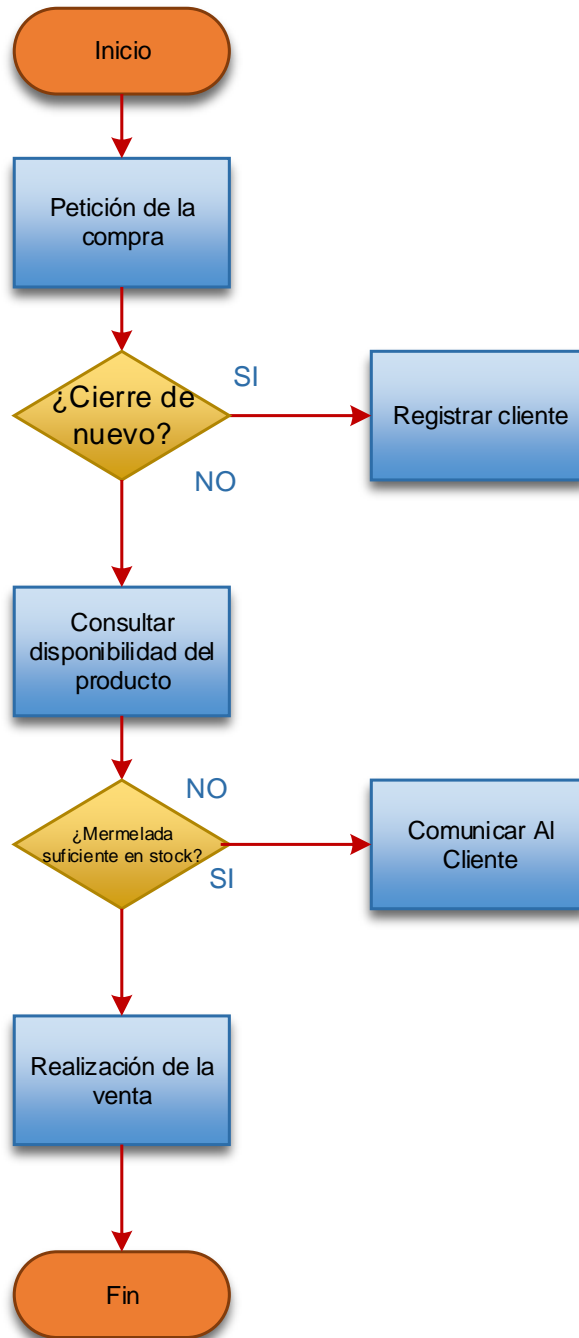 Inicio
Petición de la
compra
¿Cierre de
nuevo?
SI
Registrar cliente
NO
Consultar
disponibilidad del
producto
NO
¿Mermelada
suficiente en stock?
SI
Comunicar Al
Cliente
Realización de la
venta
Fin